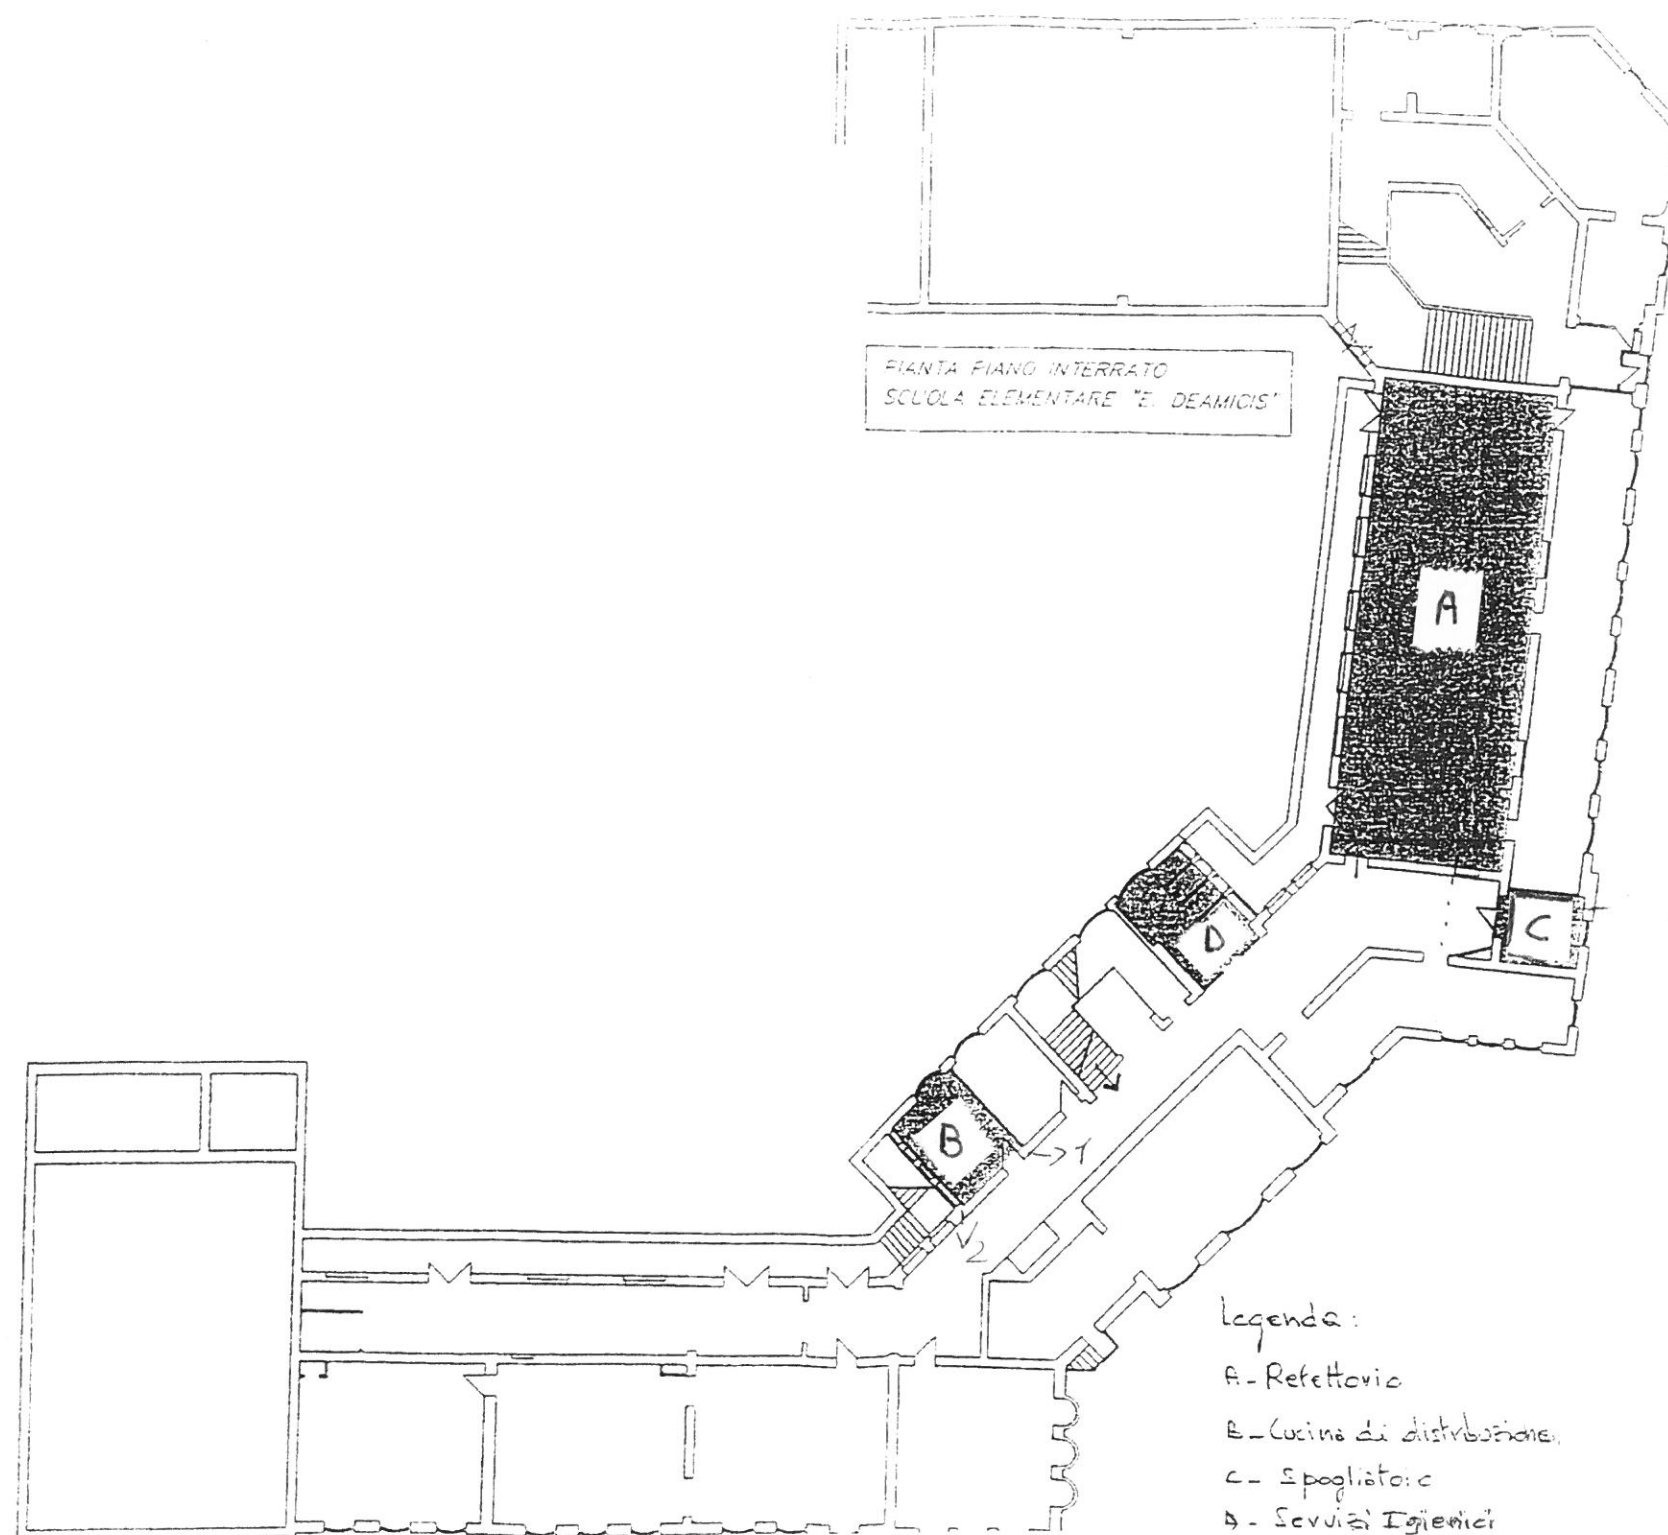 PIANTA PIANO INTERRATO
SCUOLA ELEMENTARE "E. DEAMICIS"
A
C
D
B
1
2
Legenda:
A- Refettorio
B- Cucina di distribuzione
C- Spogliatoio
D- Servizi Igienici